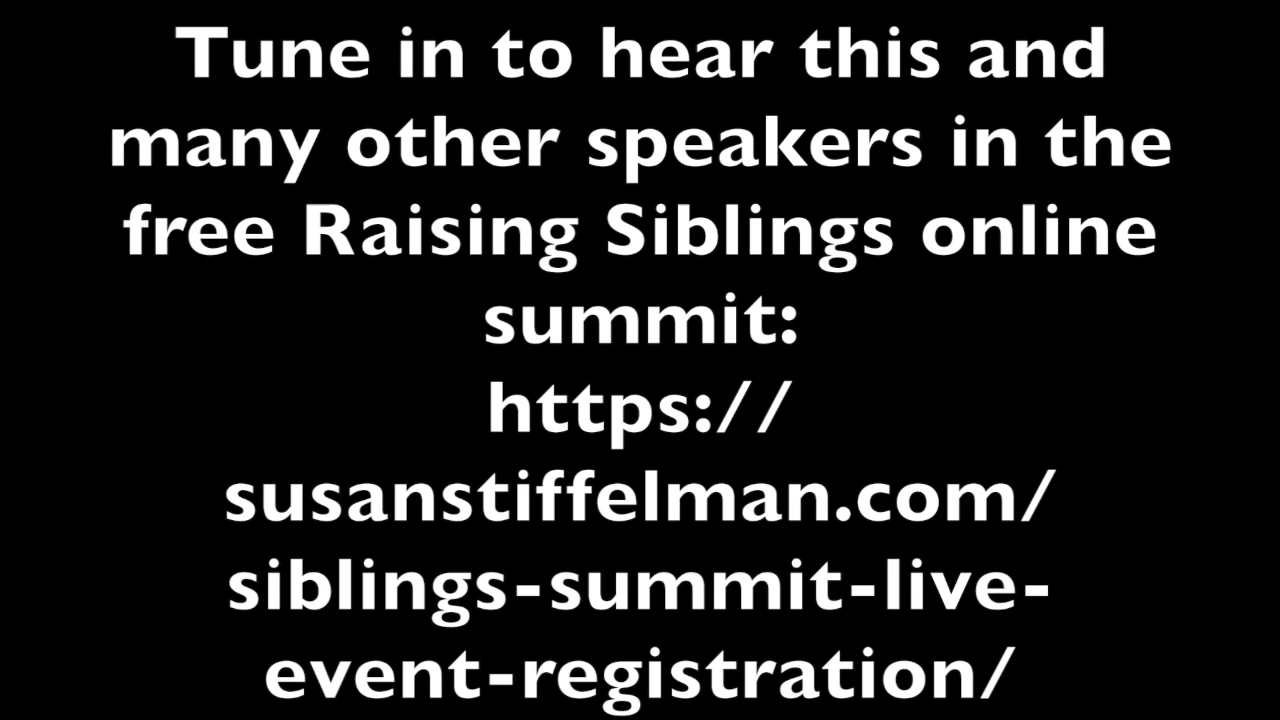 Tune in to hear this and
many other speakers in the
free Raising Siblings online
summit:
https://
susanstiffelman.com/
siblings-summit-live-
event-registration/